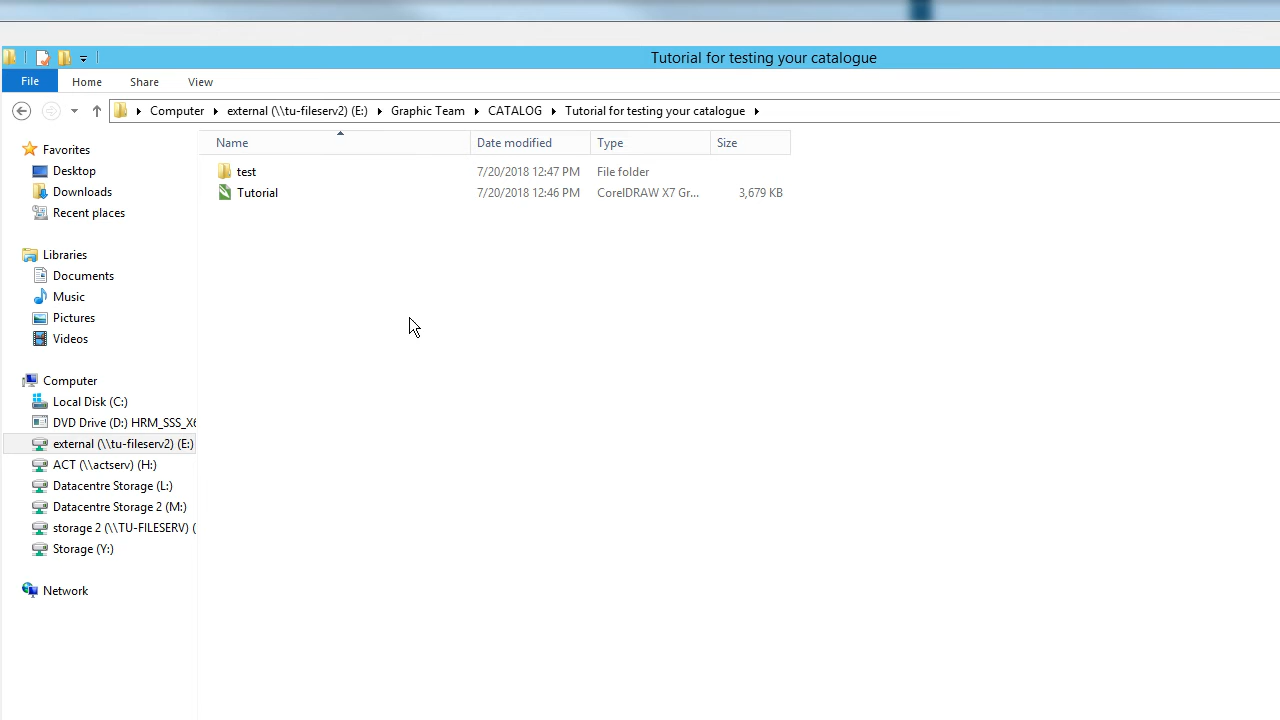 Tutorial for testing your catalogue
File Home Share View
Computer external (\\tu-fileserv2) (E:) Graphic Team CATALOG Tutorial for testing your catalogue
Name Date modified Type Size
test 7/20/2018 12:47 PM File folder
Tutorial 7/20/2018 12:46 PM CorelDRAW X7 Gr... 3,679 KB
Favorites
Desktop
Downloads
Recent places
Libraries
Documents
Music
Pictures
Videos
Computer
Local Disk (C:)
DVD Drive (D:) HRM_SSS_X6
external (\\tu-fileserv2) (E:)
ACT (\\actserv) (H:)
Datacentre Storage (L:)
Datacentre Storage 2 (M:)
storage 2 (\\TU-FILESERV) (
Storage (Y:)
Network